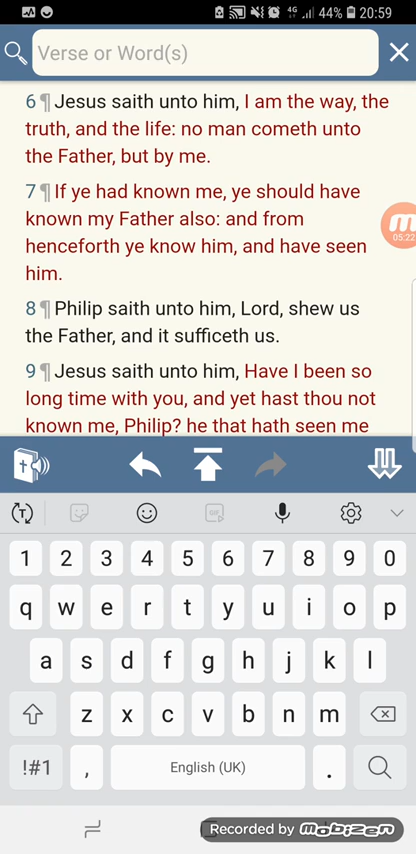 4G 44% 20:59
Verse or Word(s)
6 ¶ Jesus saith unto him, I am the way, the
truth, and the life: no man cometh unto
the Father, but by me.
7 ¶ If ye had known me, ye should have
known my Father also: and from
henceforth ye know him, and have seen
him.
m
05:22
8 ¶ Philip saith unto him, Lord, shew us
the Father, and it sufficeth us.
9 ¶ Jesus saith unto him, Have I been so
long time with you, and yet hast thou not
known me, Philip? he that hath seen me
T GIF
1 2 3 4 5 6 7 8 9 0
q w e r t y u i o p
a s d f g h j k l
z x c v b n m
!#1 , English (UK) .
Recorded by mobizen